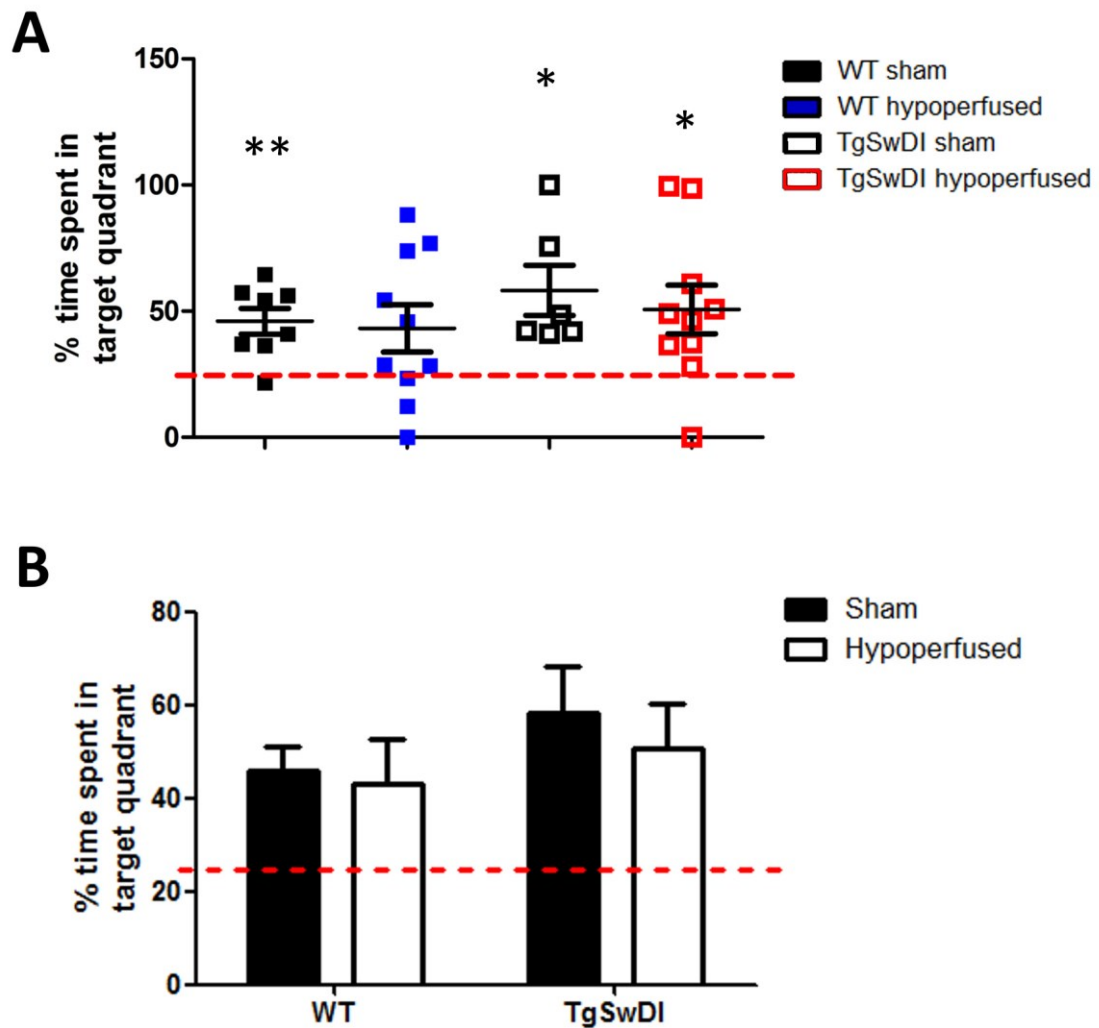 A
150
100
50
0
% time spent in
target quadrant
**
*
*
WT sham
WT hypoperfused
TgSwDI sham
TgSwDI hypoperfused
B
80
60
40
20
0
% time spent in
target quadrant
Sham
Hypoperfused
WT
TgSwDI